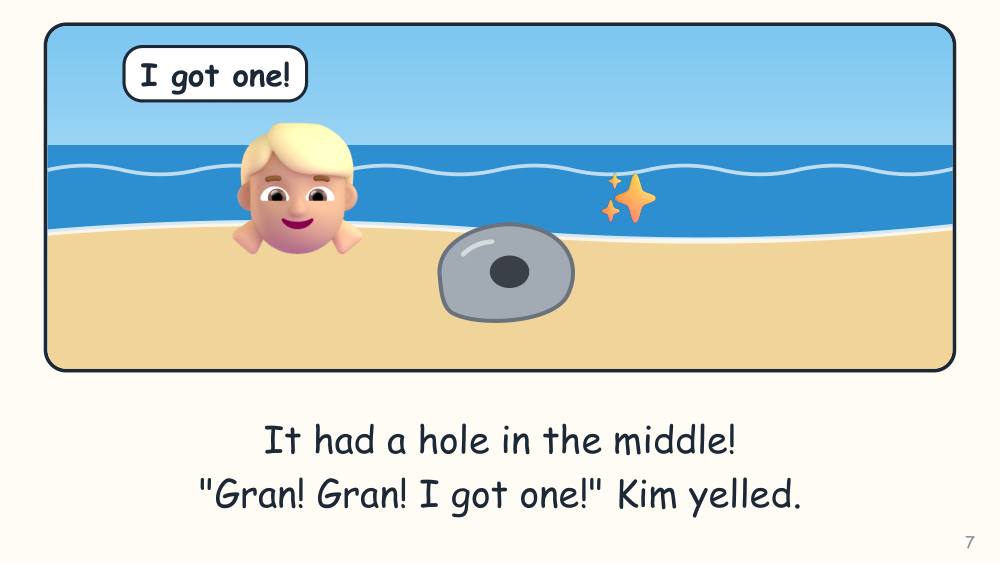 I got one!
It had a hole in the middle!
"Gran! Gran! I got one!" Kim yelled.
7